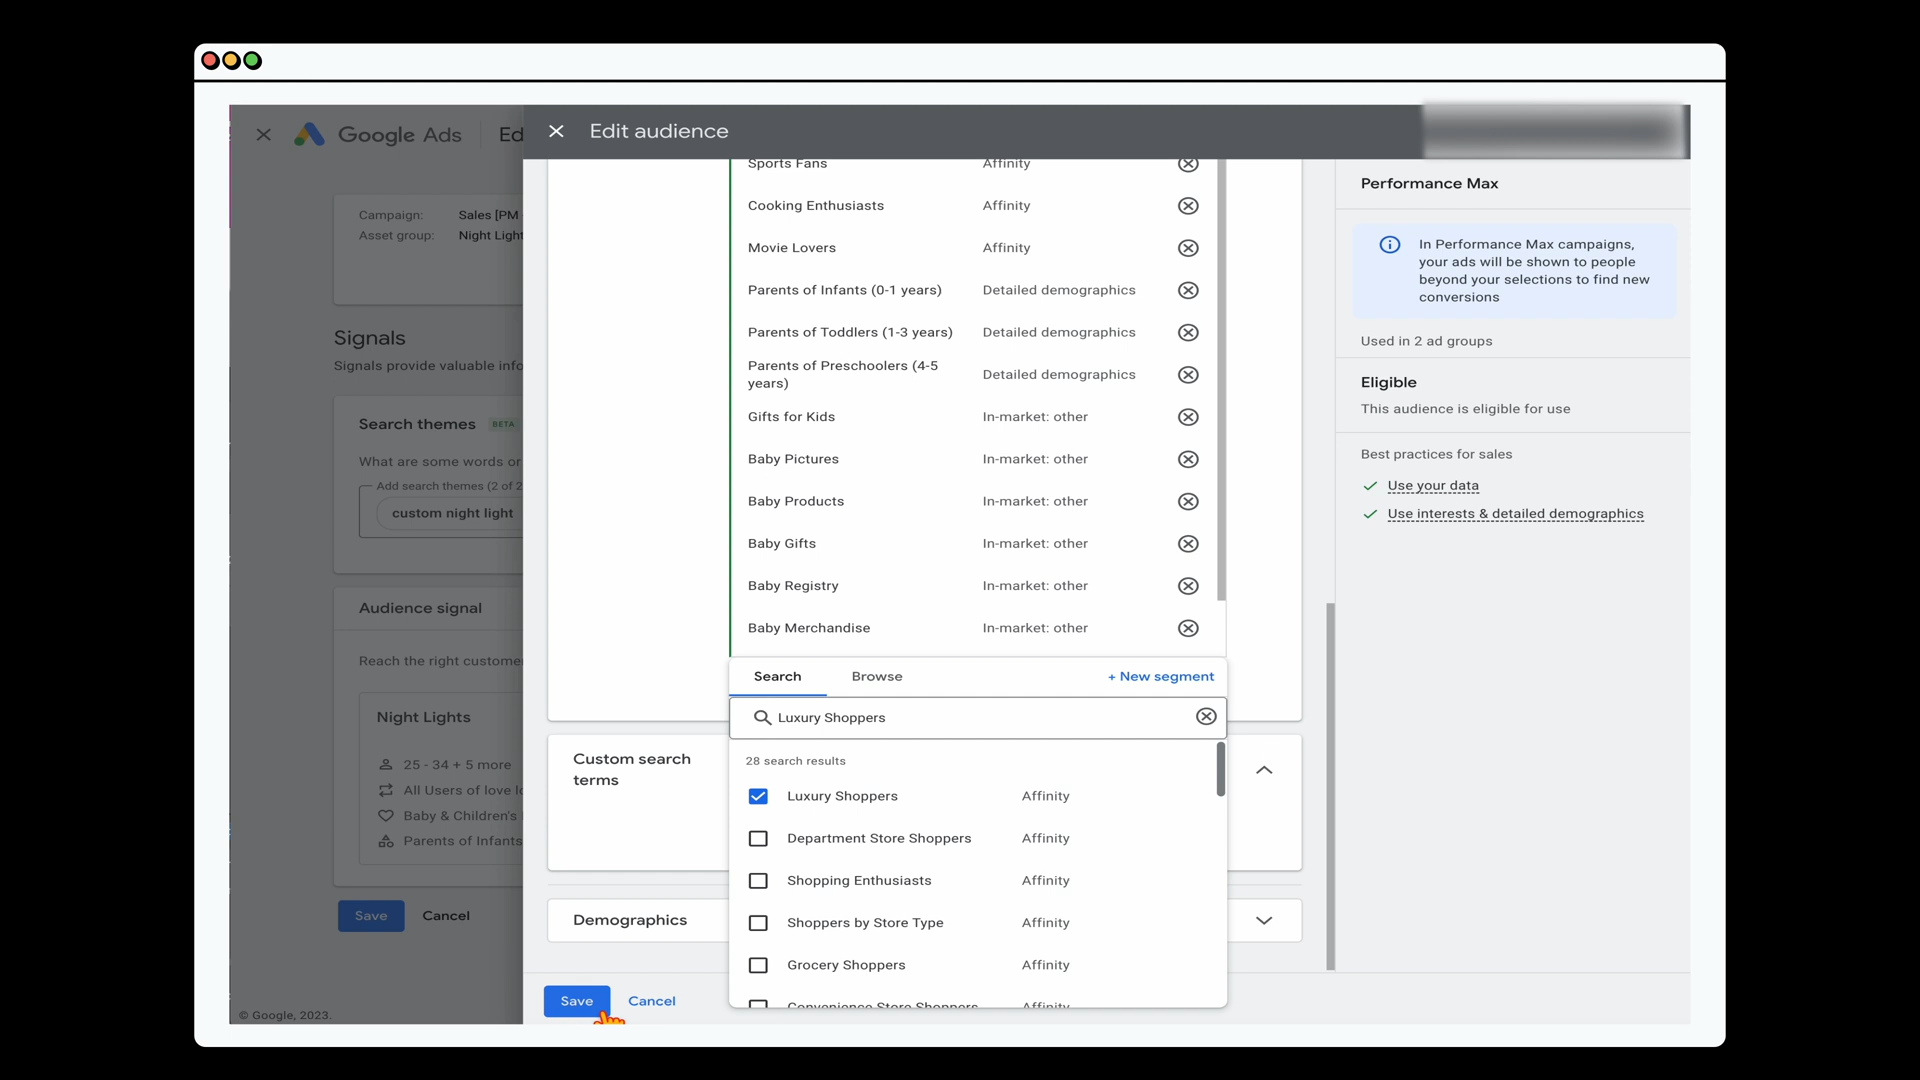 Google Ads
Ed
Edit audience
Campaign: Sales [PM
Asset group: Night Light
Signals
Signals provide valuable info
Search themes BETA
What are some words or
Add search themes (2 of 2
custom night light
Audience signal
Reach the right custome
Night Lights
25 - 34 + 5 more
All Users of love lo
Baby & Children's
Parents of Infants
Save Cancel
© Google, 2023.
Sports Fans Affinity
Cooking Enthusiasts Affinity
Movie Lovers Affinity
Parents of Infants (0-1 years) Detailed demographics
Parents of Toddlers (1-3 years) Detailed demographics
Parents of Preschoolers (4-5
years) Detailed demographics
Gifts for Kids In-market: other
Baby Pictures In-market: other
Baby Products In-market: other
Baby Gifts In-market: other
Baby Registry In-market: other
Baby Merchandise In-market: other
Search Browse + New segment
Luxury Shoppers
28 search results
Luxury Shoppers Affinity
Department Store Shoppers Affinity
Shopping Enthusiasts Affinity
Shoppers by Store Type Affinity
Grocery Shoppers Affinity
Convenience Store Shoppers Affinity
Custom search
terms
Demographics
Save Cancel
Performance Max
In Performance Max campaigns,
your ads will be shown to people
beyond your selections to find new
conversions
Used in 2 ad groups
Eligible
This audience is eligible for use
Best practices for sales
Use your data
Use interests & detailed demographics